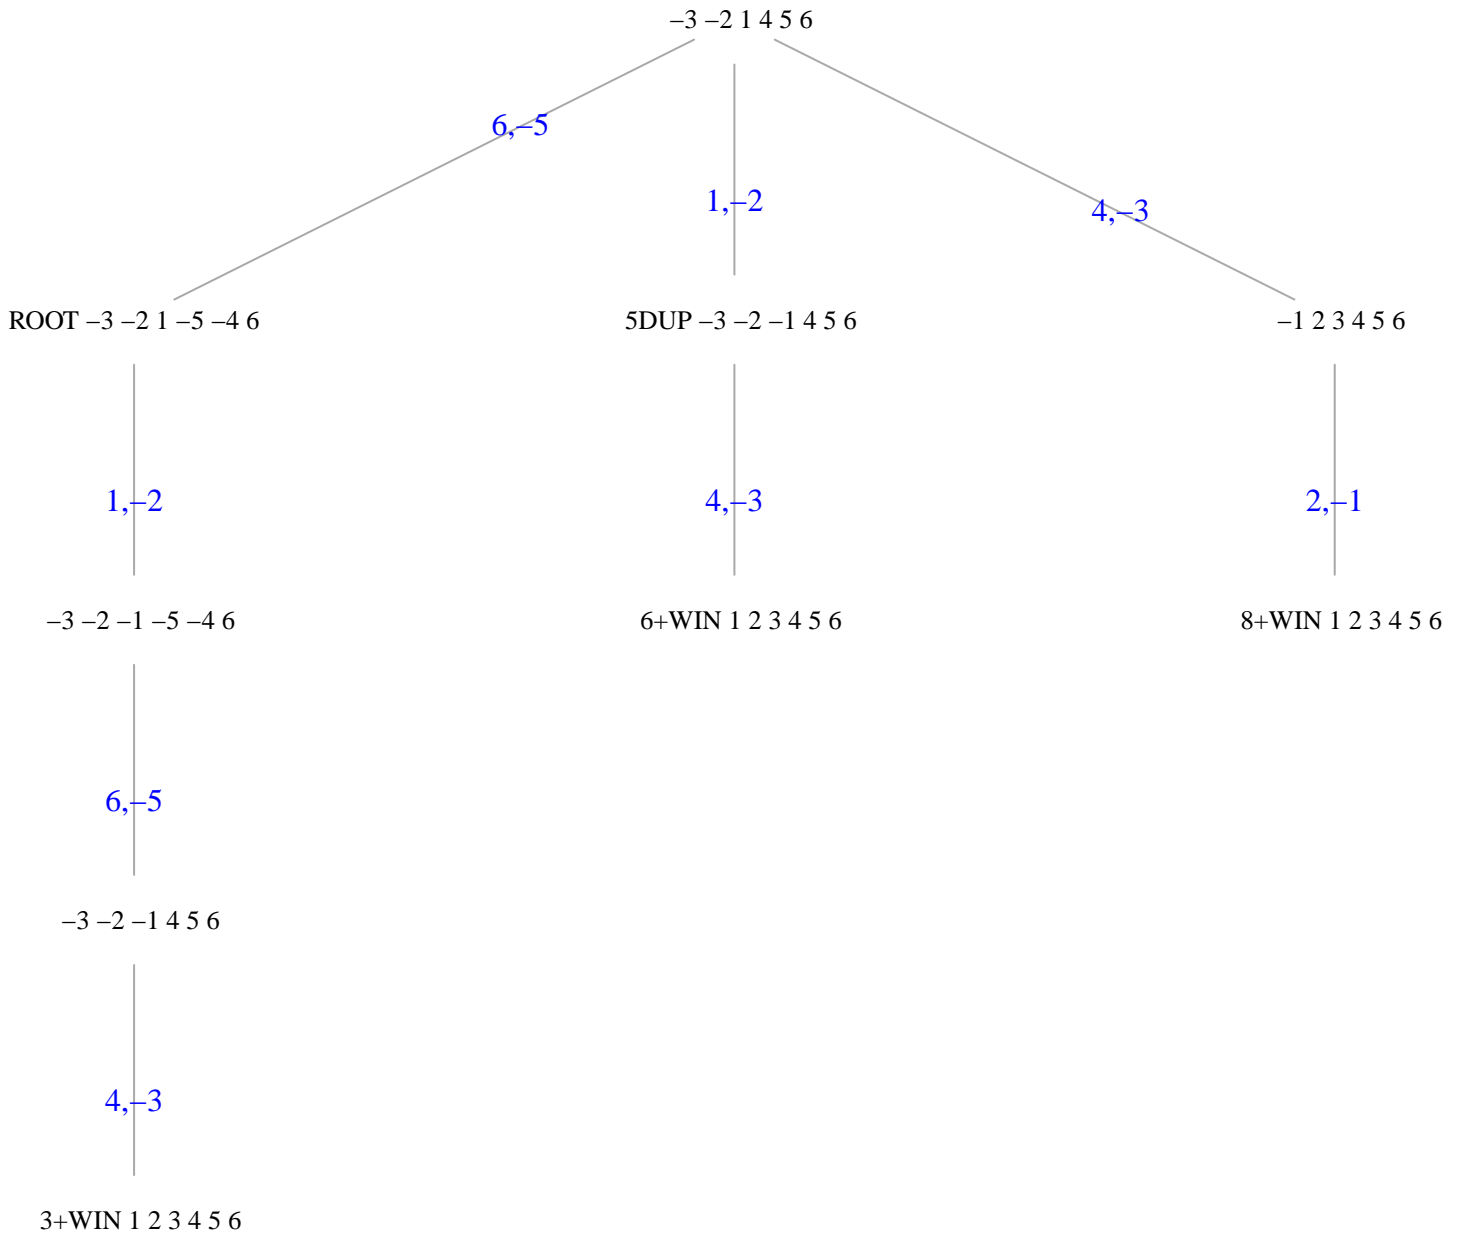 –3 –2 1 4 5 6
6,–5
1,–2
4,–3
ROOT –3 –2 1 –5 –4 6
5DUP –3 –2 –1 4 5 6
–1 2 3 4 5 6
1,–2
4,–3
2,–1
–3 –2 –1 –5 –4 6
6+WIN 1 2 3 4 5 6
8+WIN 1 2 3 4 5 6
6,–5
–3 –2 –1 4 5 6
4,–3
3+WIN 1 2 3 4 5 6